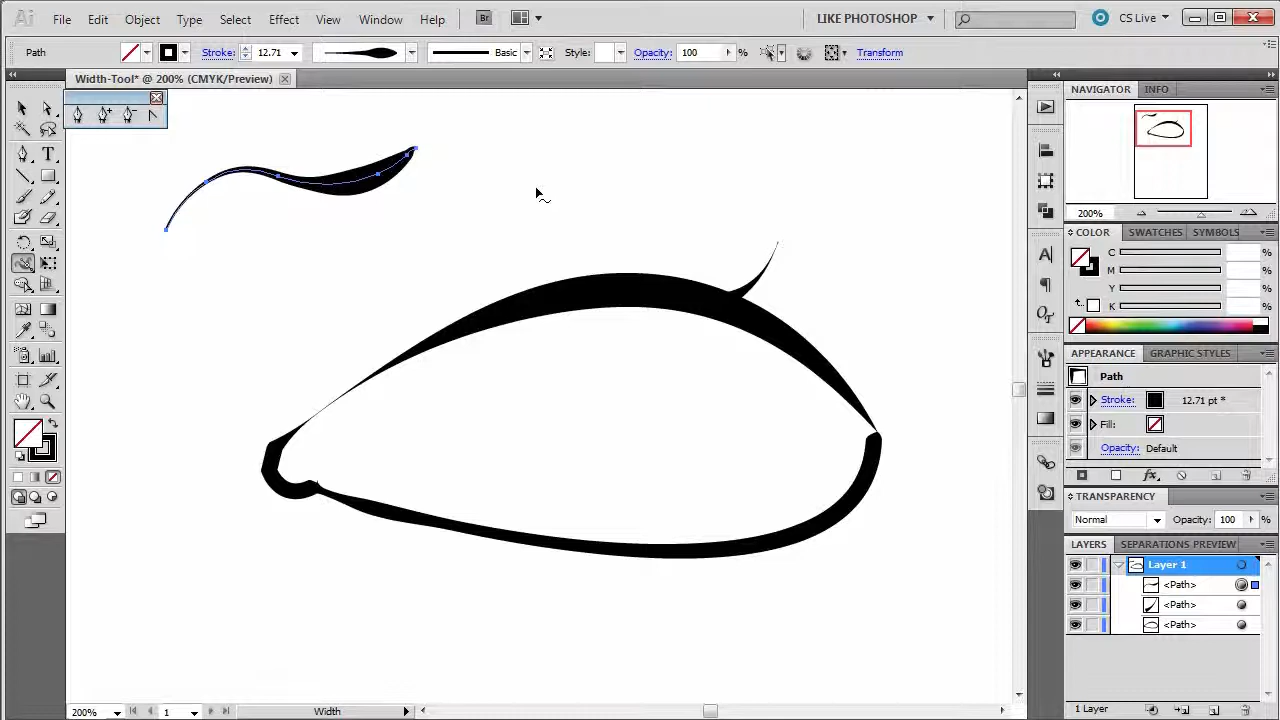 Ai File Edit Object Type Select Effect View Window Help Br LIKE PHOTOSHOP CS Live
Path Stroke: 12.71 Basic Style: Opacity: 100 % Transform
Width-Tool* @ 200% (CMYK/Preview)
NAVIGATOR INFO
200%
COLOR SWATCHES SYMBOLS
C %
M %
Y %
K %
APPEARANCE GRAPHIC STYLES
Path
Stroke: 12.71 pt *
Fill:
Opacity: Default
fx
TRANSPARENCY
Normal Opacity: 100 %
LAYERS SEPARATIONS PREVIEW
Layer 1
<Path>
<Path>
<Path>
1 Layer
200% 1 Width